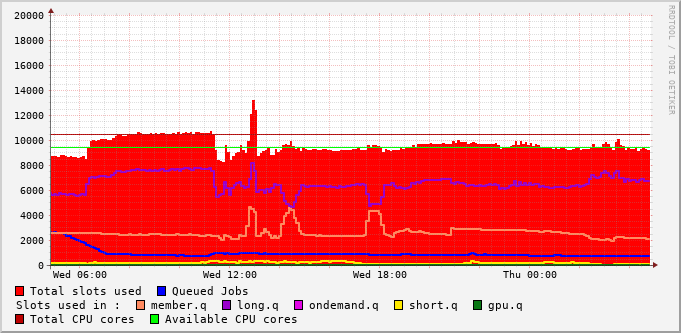 RRDTOOL / TOBI OETIKER
20000
18000
16000
14000
12000
10000
8000
6000
4000
2000
0
Wed 06:00 Wed 12:00 Wed 18:00 Thu 00:00
Total slots used Queued Jobs
Slots used in : member.q long.q ondemand.q short.q gpu.q
Total CPU cores Available CPU cores